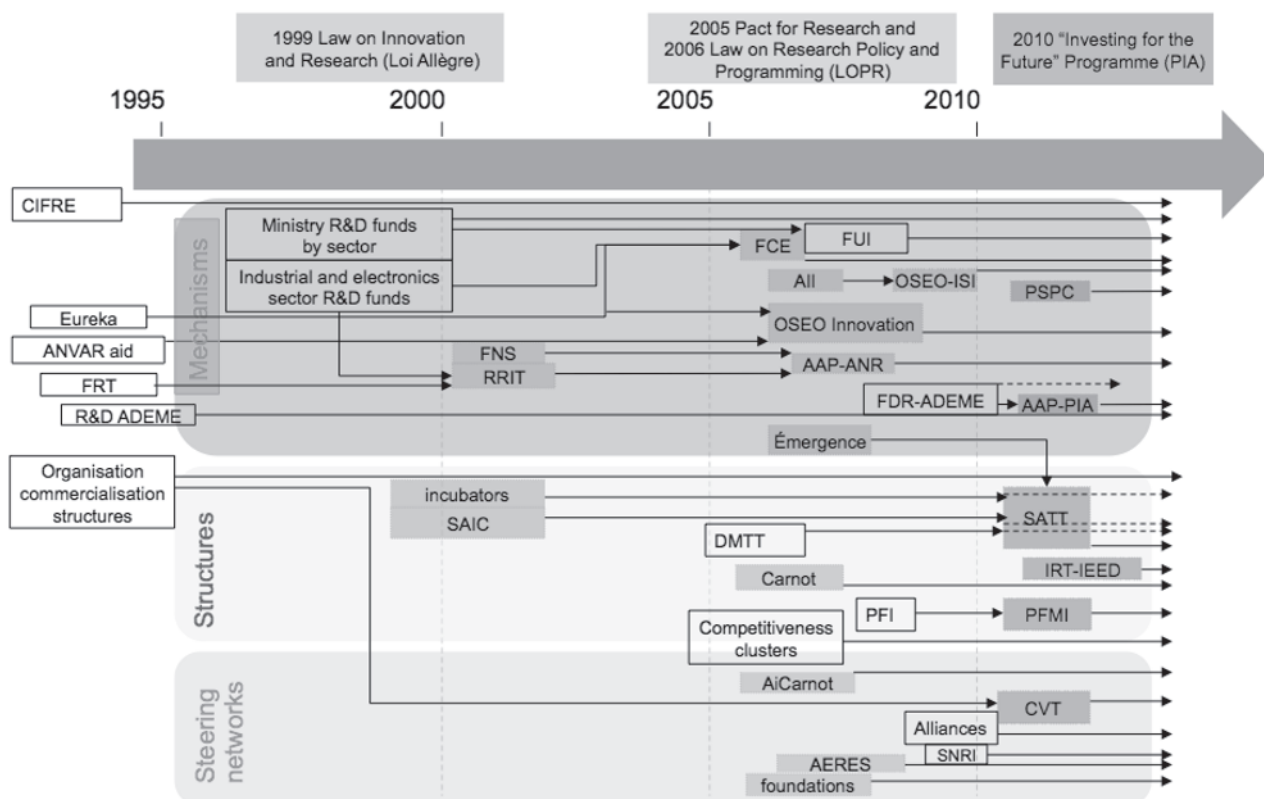 1999 Law on Innovation
and Research (Loi Allègre)
2005 Pact for Research and
2006 Law on Research Policy and
Programming (LOPR)
2010 “Investing for the
Future” Programme (PIA)
1995
2000
2005
2010
CIFRE
Mechanisms
Ministry R&D funds
by sector
Industrial and electronics
sector R&D funds
FCE
FUI
AII
OSEO-ISI
PSPC
Eureka
OSEO Innovation
ANVAR aid
FNS
RRIT
AAP-ANR
FRT
FDR-ADEME
AAP-PIA
R&D ADEME
Émergence
Organisation
commercialisation
structures
Structures
incubators
SAIC
SATT
DMTT
IRT-IEED
Carnot
PFI
PFMI
Competitiveness
clusters
Steering
networks
AiCarnot
CVT
Alliances
SNRI
AERES
foundations